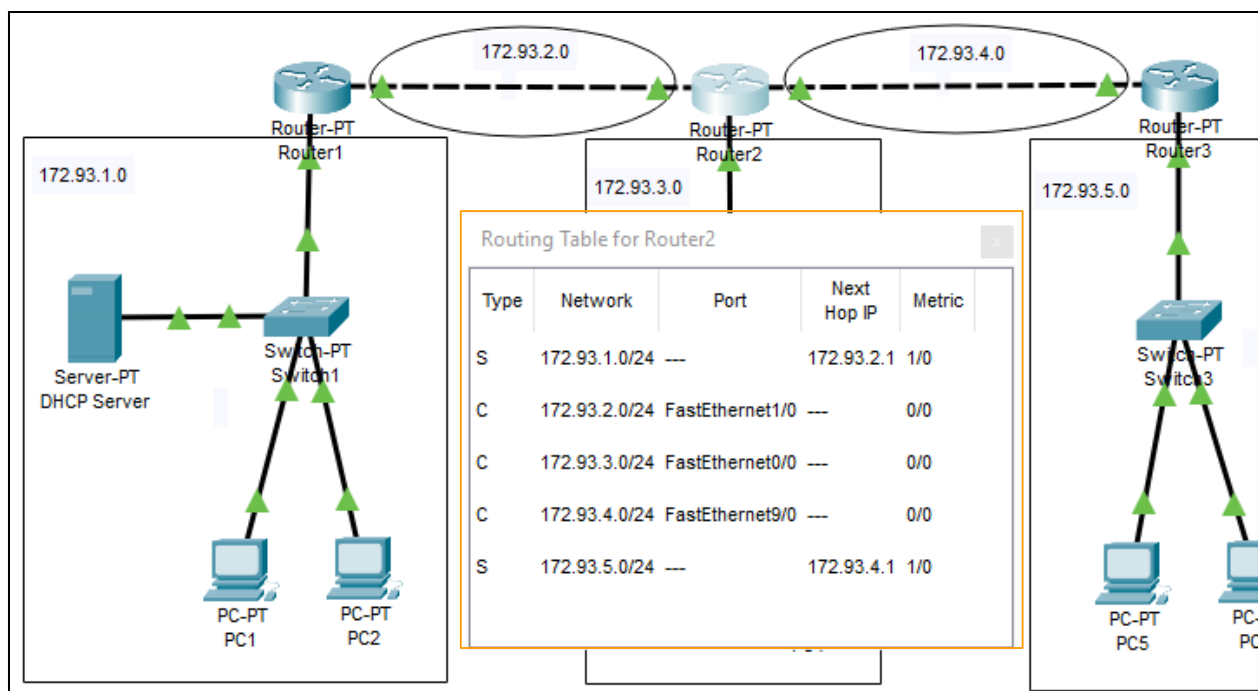 172.93.2.0
172.93.4.0
Router-PT
Router1
Router-PT
Router2
Router-PT
Router3
172.93.1.0
172.93.3.0
172.93.5.0
Routing Table for Router2
x
Type Network Port Next Hop IP Metric
S 172.93.1.0/24 --- 172.93.2.1 1/0
C 172.93.2.0/24 FastEthernet1/0 --- 0/0
C 172.93.3.0/24 FastEthernet0/0 --- 0/0
C 172.93.4.0/24 FastEthernet9/0 --- 0/0
S 172.93.5.0/24 --- 172.93.4.1 1/0
Server-PT
DHCP Server
Switch-PT
Switch1
Switch-PT
Switch3
PC-PT
PC1
PC-PT
PC2
PC-PT
PC5
PC-
PC